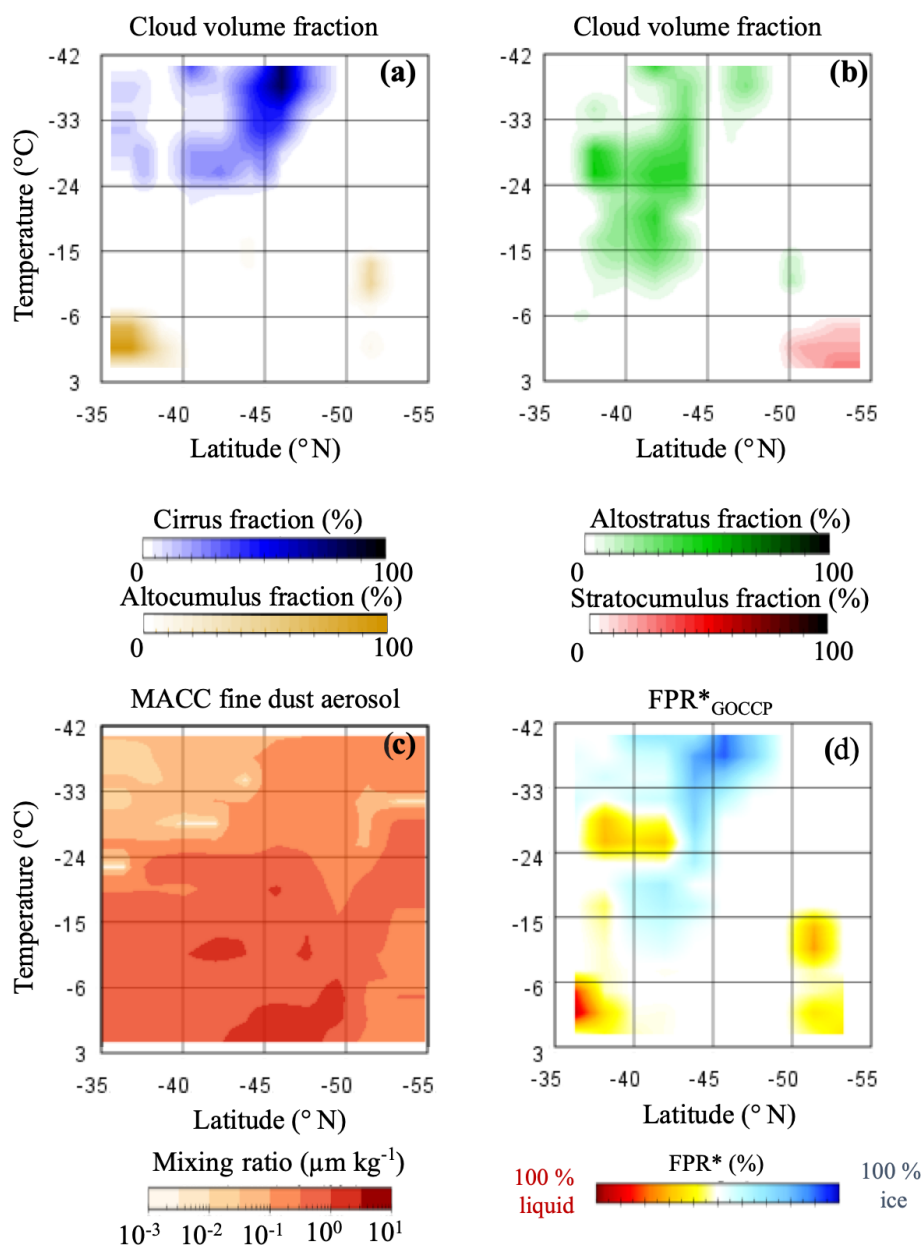 Cloud volume fraction
Cloud volume fraction
-42
-33
-24
-15
-6
3
(a)
-35 -40 -45 -50 -55
Temperature (°C)
Latitude (° N)
-42
-33
-24
-15
-6
3
(b)
-35 -40 -45 -50 -55
Latitude (° N)
Cirrus fraction (%)
0 100
Altocumulus fraction (%)
0 100
Altostratus fraction (%)
0 100
Stratocumulus fraction (%)
0 100
MACC fine dust aerosol
-42
-33
-24
-15
-6
3
(c)
-35 -40 -45 -50 -55
Temperature (°C)
Latitude (° N)
Mixing ratio (µm kg-1)
10-3 10-2 10-1 100 101
FPR*GOCCP
-42
-33
-24
-15
-6
3
(d)
-35 -40 -45 -50 -55
Latitude (° N)
FPR* (%)
100 %
liquid
100 %
ice